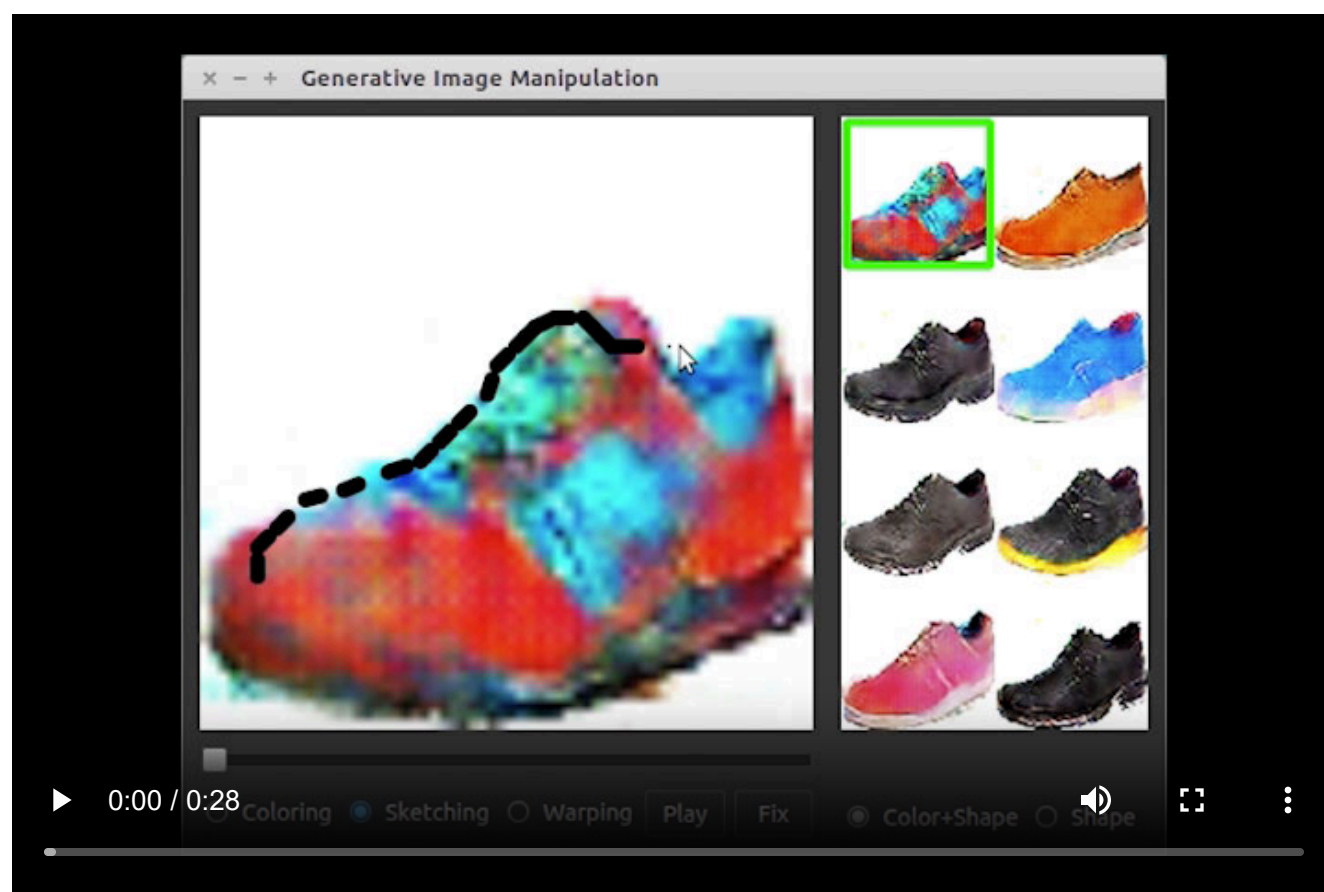 Generative Image Manipulation
0:00 / 0:28
Coloring Sketching Warping Play Fix Color+Shape Shape